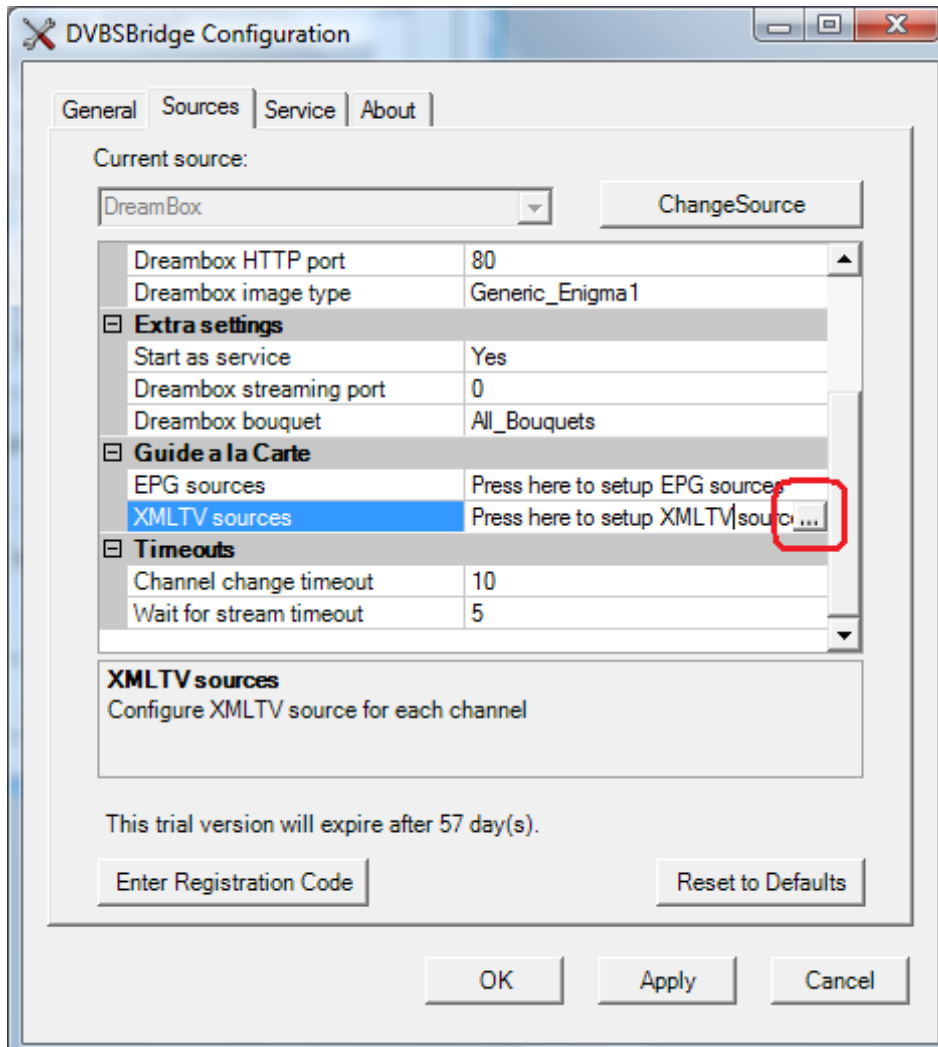 DVBSBridge Configuration
General Sources Service About
Current source:
DreamBox ChangeSource
Dreambox HTTP port 80
Dreambox image type Generic_Enigma1
Extra settings
Start as service Yes
Dreambox streaming port 0
Dreambox bouquet All_Bouquets
Guide a la Carte
EPG sources Press here to setup EPG sources
XMLTV sources Press here to setup XMLTV sourc ...
Timeouts
Channel change timeout 10
Wait for stream timeout 5
XMLTV sources
Configure XMLTV source for each channel
This trial version will expire after 57 day(s).
Enter Registration Code Reset to Defaults
OK Apply Cancel